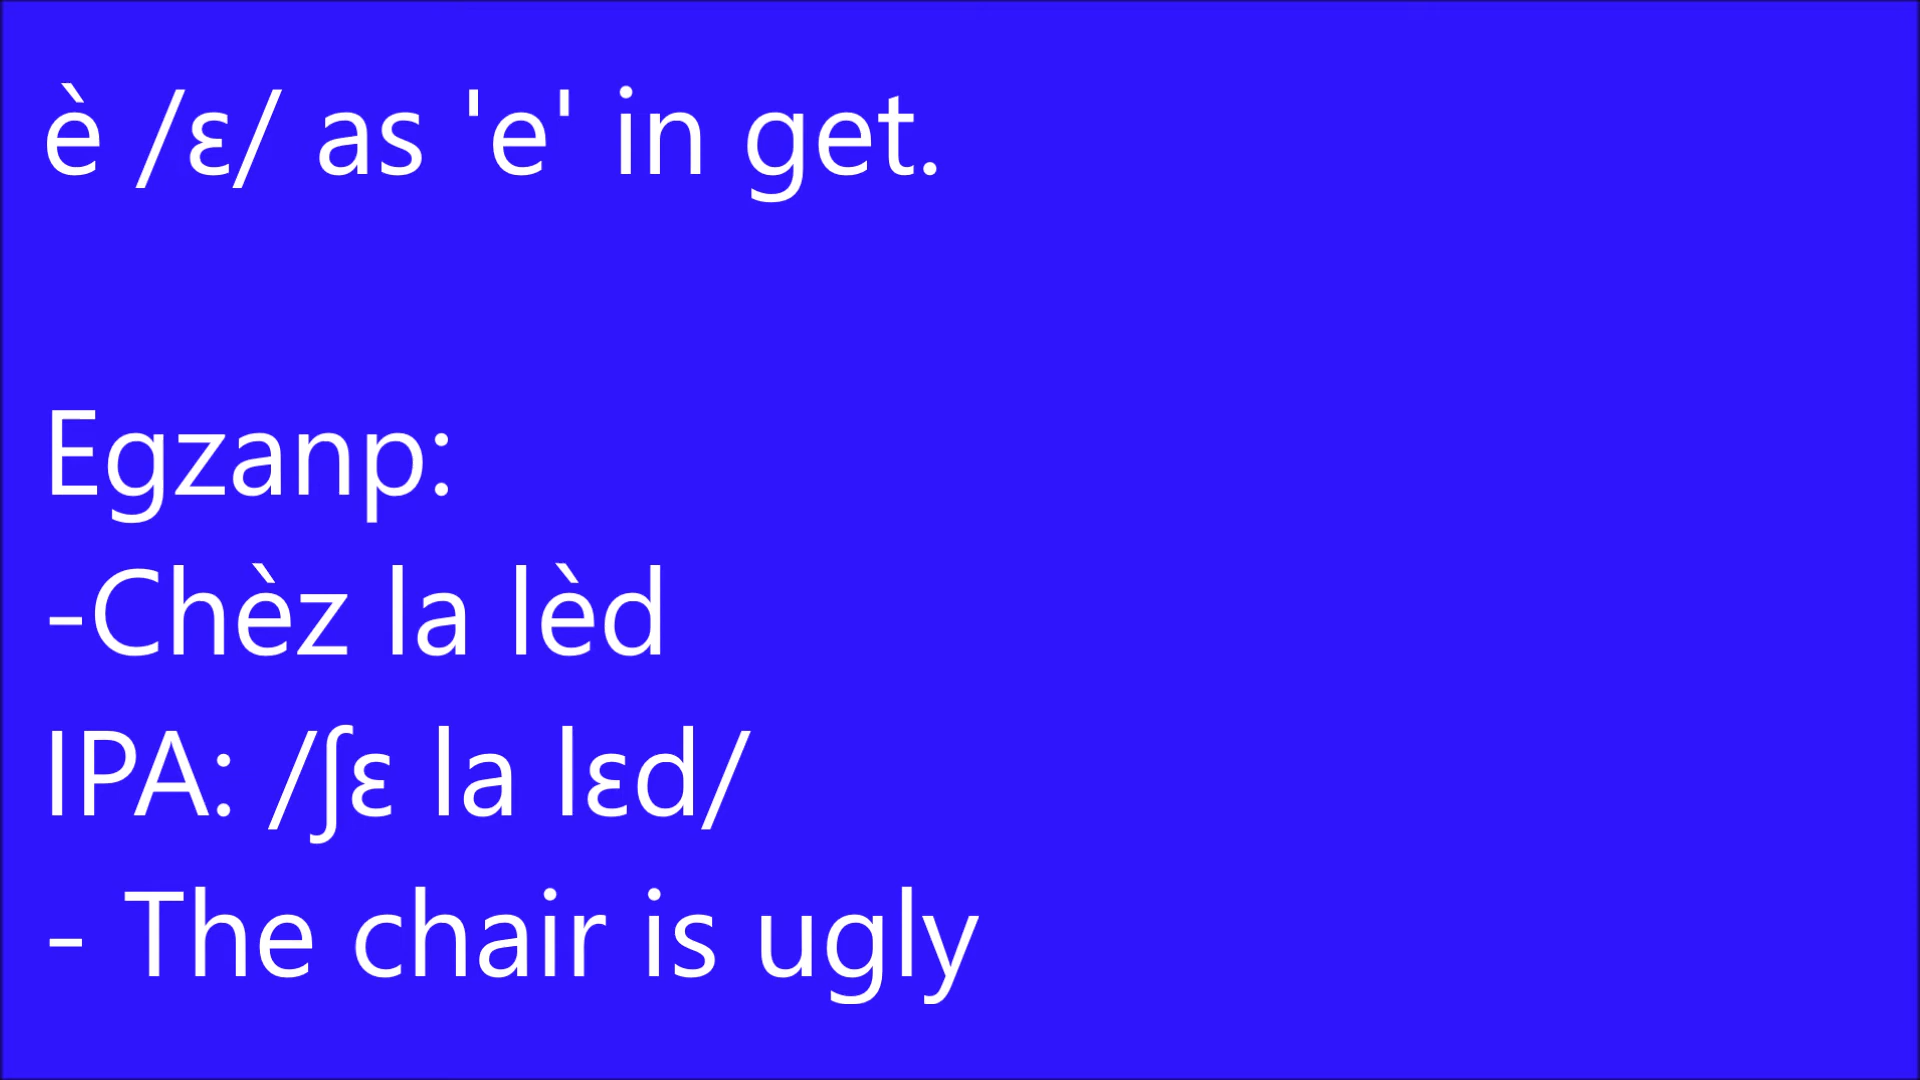 è /ɛ/ as 'e' in get.
Egzanp:
-Chèz la lèd
IPA: /ʃɛ la lɛd/
- The chair is ugly